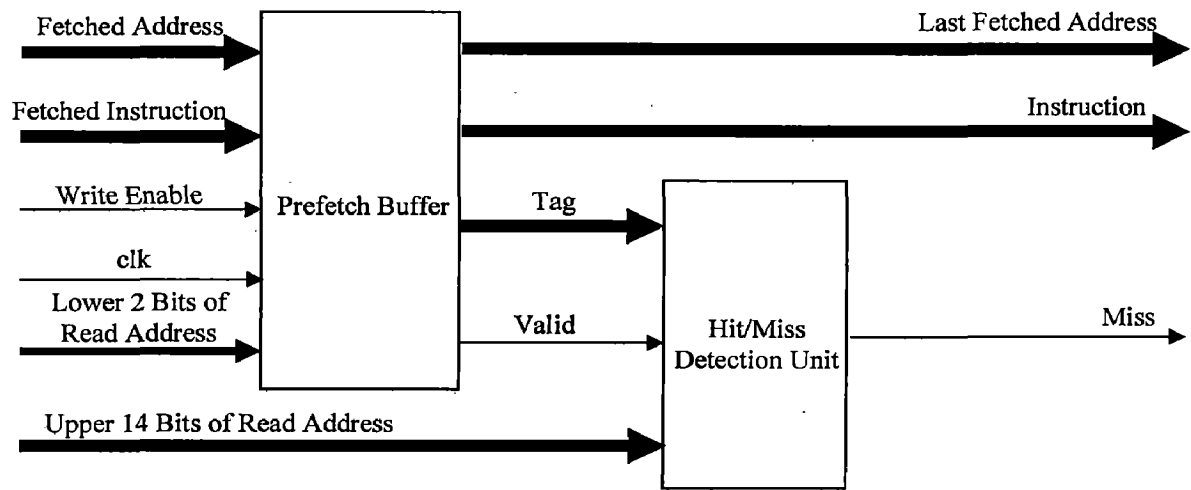 Fetched Address
Last Fetched Address
Fetched Instruction
Instruction
Write Enable
Prefetch Buffer
Tag
clk
Lower 2 Bits of
Read Address
Valid
Hit/Miss
Detection Unit
Miss
Upper 14 Bits of Read Address